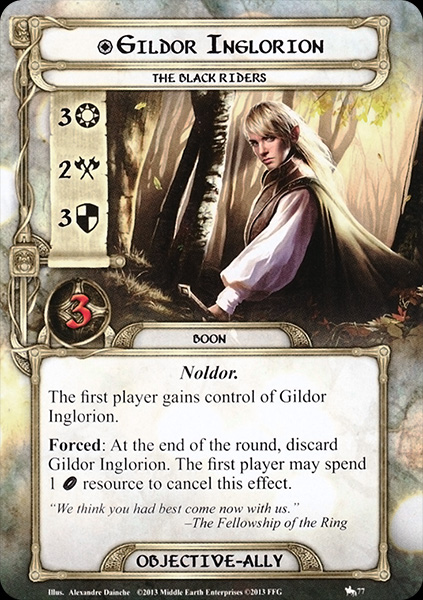 Gildor Inglorion
The Black Riders
3
2
3
3
Boon
Noldor.
The first player gains control of Gildor
Inglorion.
Forced: At the end of the round, discard
Gildor Inglorion. The first player may spend
1 resource to cancel this effect.
“We think you had best come now with us.”
–The Fellowship of the Ring
Objective-Ally
Illus. Alexandre Dainche ©2013 Middle Earth Enterprises ©2013 FFG 77